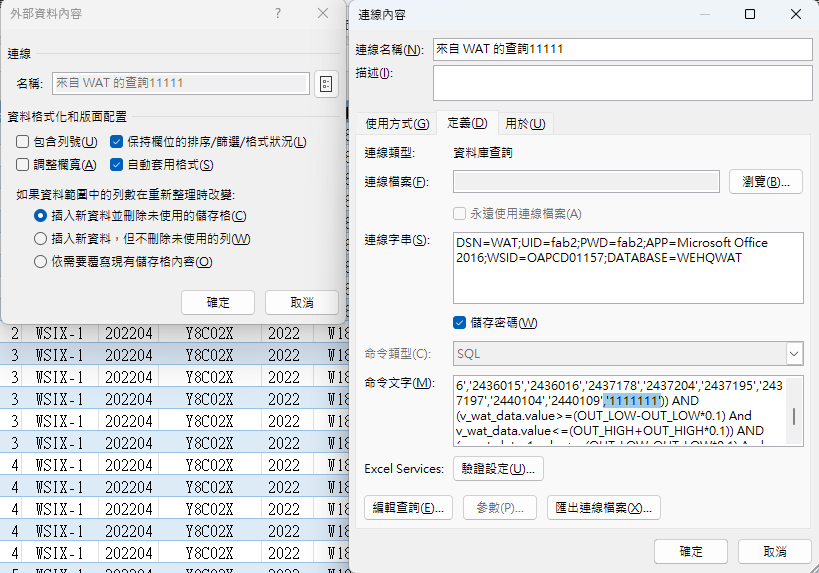 外部資料內容
?
連線
名稱:
來自 WAT 的查詢11111
資料格式化和版面配置
包含列號(U)
保持欄位的排序/篩選/格式狀況(L)
調整欄寬(A)
自動套用格式(S)
如果資料範圍中的列數在重新整理時改變:
插入新資料並刪除未使用的儲存格(C)
插入新資料，但不刪除未使用的列(W)
依需要覆寫現有儲存格內容(O)
確定
取消
2 WSIX-1 202204 Y8C02X 2022 W18
3 WSIX-1 202204 Y8C02X 2022 W18
3 WSIX-1 202204 Y8C02X 2022 W18
3 WSIX-1 202204 Y8C02X 2022 W18
3 WSIX-1 202204 Y8C02X 2022 W18
3 WSIX-1 202204 Y8C02X 2022 W18
4 WSIX-1 202204 Y8C02X 2022 W18
4 WSIX-1 202204 Y8C02X 2022 W18
4 WSIX-1 202204 Y8C02X 2022 W18
4 WSIX-1 202204 Y8C02X 2022 W18
4 WSIX-1 202204 Y8C02X 2022 W18
連線內容
連線名稱(N):
來自 WAT 的查詢11111
描述(I):
使用方式(G)
定義(D)
用於(U)
連線類型:
資料庫查詢
連線檔案(F):
瀏覽(B)...
永遠使用連線檔案(A)
連線字串(S):
DSN=WAT;UID=fab2;PWD=fab2;APP=Microsoft Office
2016;WSID=OAPCD01157;DATABASE=WEHQWAT
儲存密碼(W)
命令類型(C):
SQL
命令文字(M):
6','2436015','2436016','2437178','2437204','2437195','243
7197','2440104','2440109','1111111')) AND
(v_wat_data.value>=(OUT_LOW-OUT_LOW*0.1) And
v_wat_data.value<=(OUT_HIGH+OUT_HIGH*0.1)) AND
Excel Services:
驗證設定(U)...
編輯查詢(E)...
參數(P)...
匯出連線檔案(X)...
確定
取消